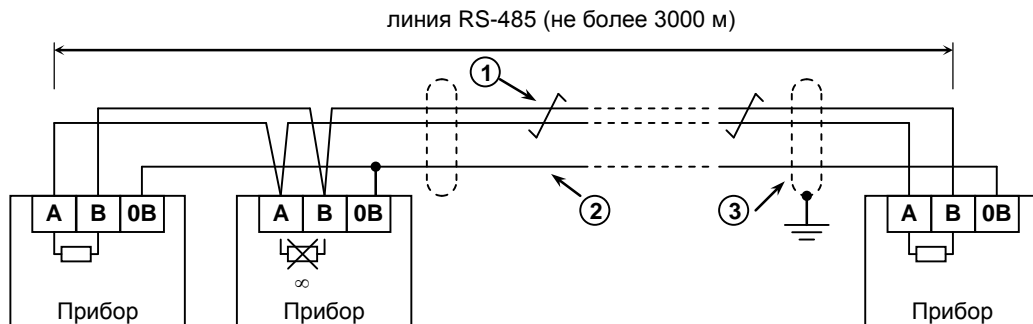 линия RS-485 (не более 3000 м)
1
2
3
A B 0B
A B 0B
A B 0B
∞
Прибор
Прибор
Прибор